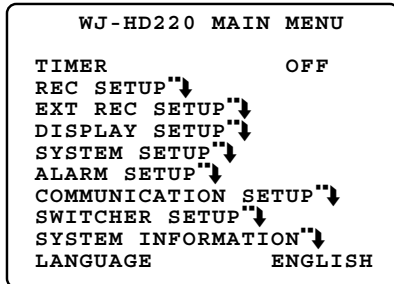 WJ-HD220 MAIN MENU
TIMER OFF
REC SETUP
EXT REC SETUP
DISPLAY SETUP
SYSTEM SETUP
ALARM SETUP
COMMUNICATION SETUP
SWITCHER SETUP
SYSTEM INFORMATION
LANGUAGE ENGLISH